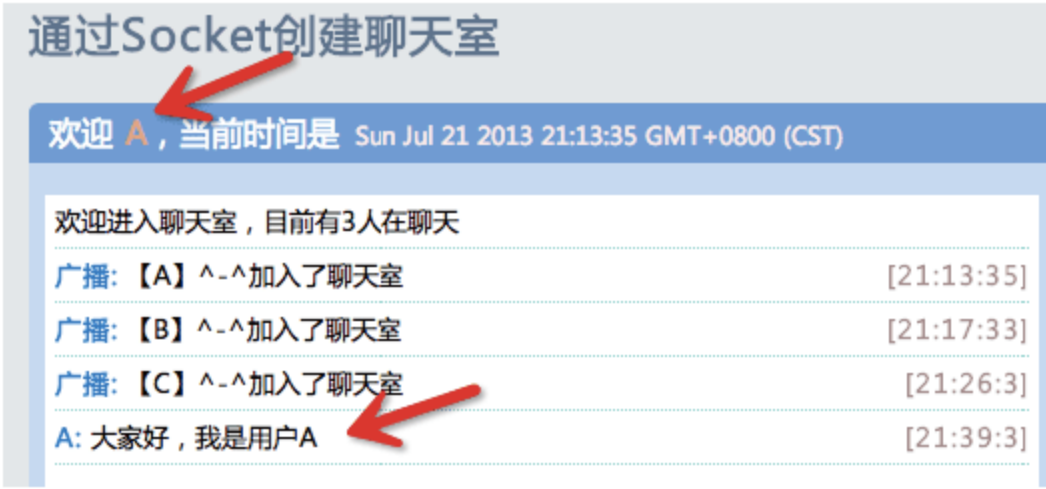 通过Socket创建聊天室
欢迎 A，当前时间是 Sun Jul 21 2013 21:13:35 GMT+0800 (CST)
欢迎进入聊天室，目前有3人在聊天
广播: 【A】^-^加入了聊天室 [21:13:35]
广播: 【B】^-^加入了聊天室 [21:17:33]
广播: 【C】^-^加入了聊天室 [21:26:3]
A: 大家好，我是用户A [21:39:3]